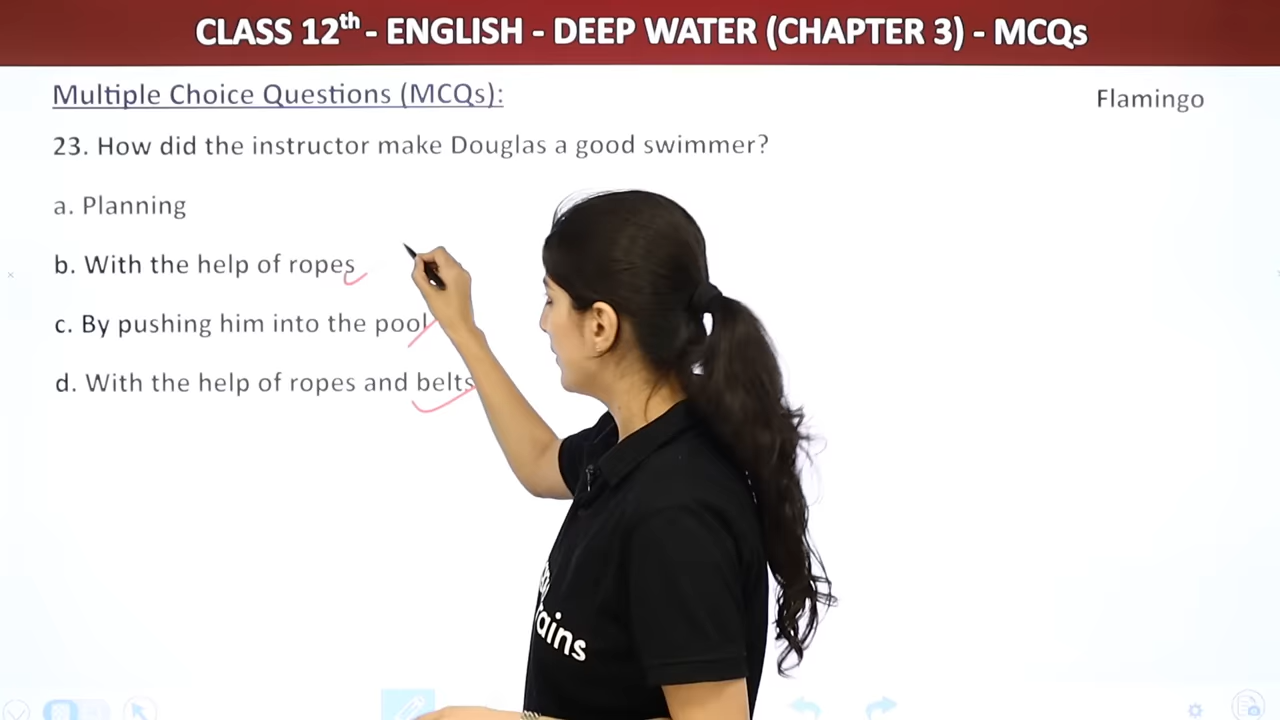 CLASS 12th - ENGLISH - DEEP WATER (CHAPTER 3) - MCQs
Multiple Choice Questions (MCQs):
Flamingo
23. How did the instructor make Douglas a good swimmer?
a. Planning
b. With the help of ropes
c. By pushing him into the pool
d. With the help of ropes and belts